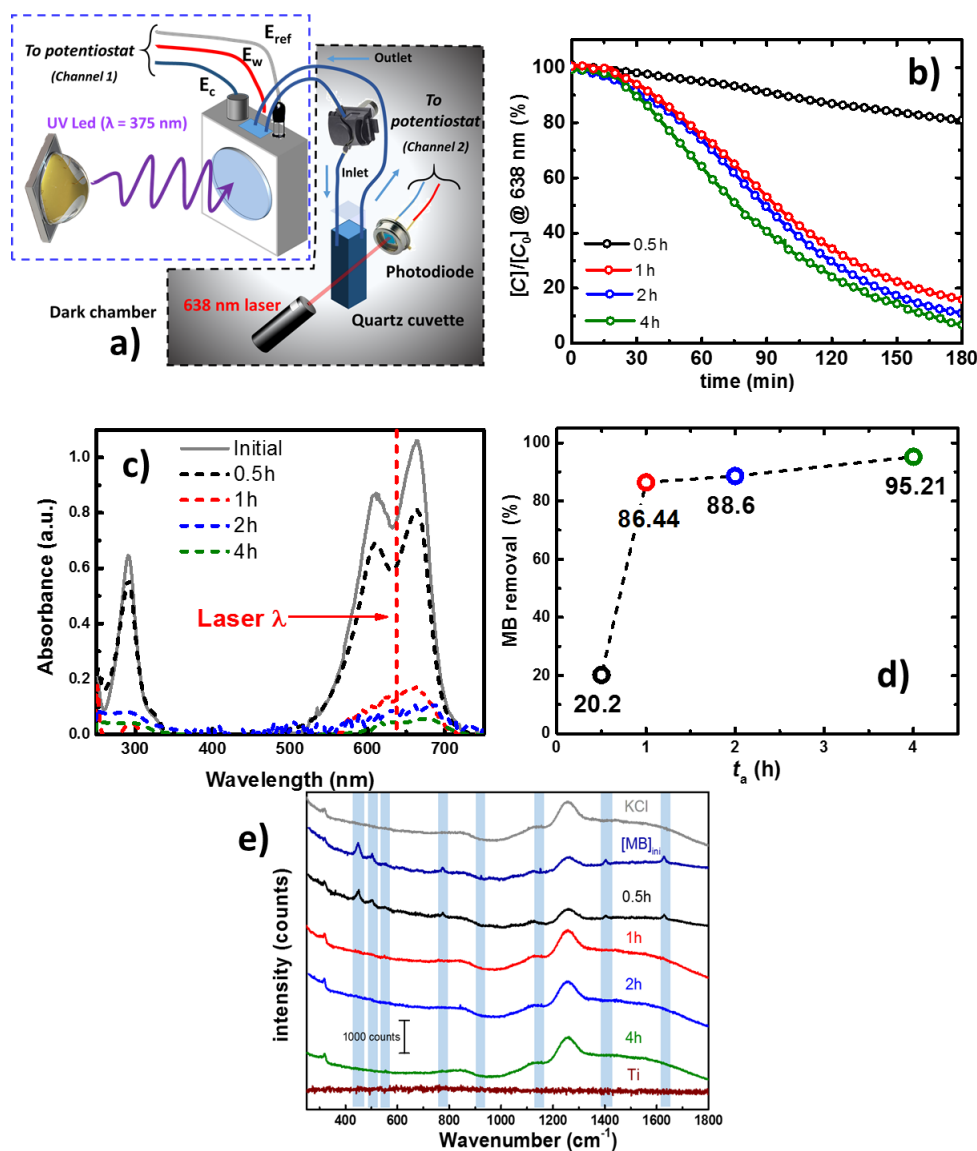 To potentiostat
(Channel 1)
E_ref
E_w
E_c
UV Led (λ = 375 nm)
Outlet
To
potentiostat
(Channel 2)
Inlet
Photodiode
638 nm laser
Quartz cuvette
Dark chamber
a)
b)
[C]/[C₀] @ 638 nm (%)
100
80
60
40
20
0
0.5h
1h
2h
4h
0 30 60 90 120 150 180
time (min)
c)
Absorbance (a.u.)
1.0
0.8
0.6
0.4
0.2
0.0
Initial
0.5h
1h
2h
4h
Laser λ
300 400 500 600 700
Wavelength (nm)
d)
MB removal (%)
100
80
60
40
20
0
86.44
88.6
95.21
20.2
0 1 2 3 4
t_a (h)
e)
intensity (counts)
KCl
[MB]_ini
0.5h
1h
2h
1000 counts
4h
Ti
400 600 800 1000 1200 1400 1600 1800
Wavenumber (cm⁻¹)